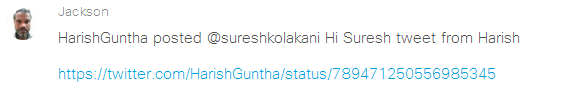 Jackson
HarishGuntha posted @sureshkolakani Hi Suresh tweet from Harish
https://twitter.com/HarishGuntha/status/789471250556985345